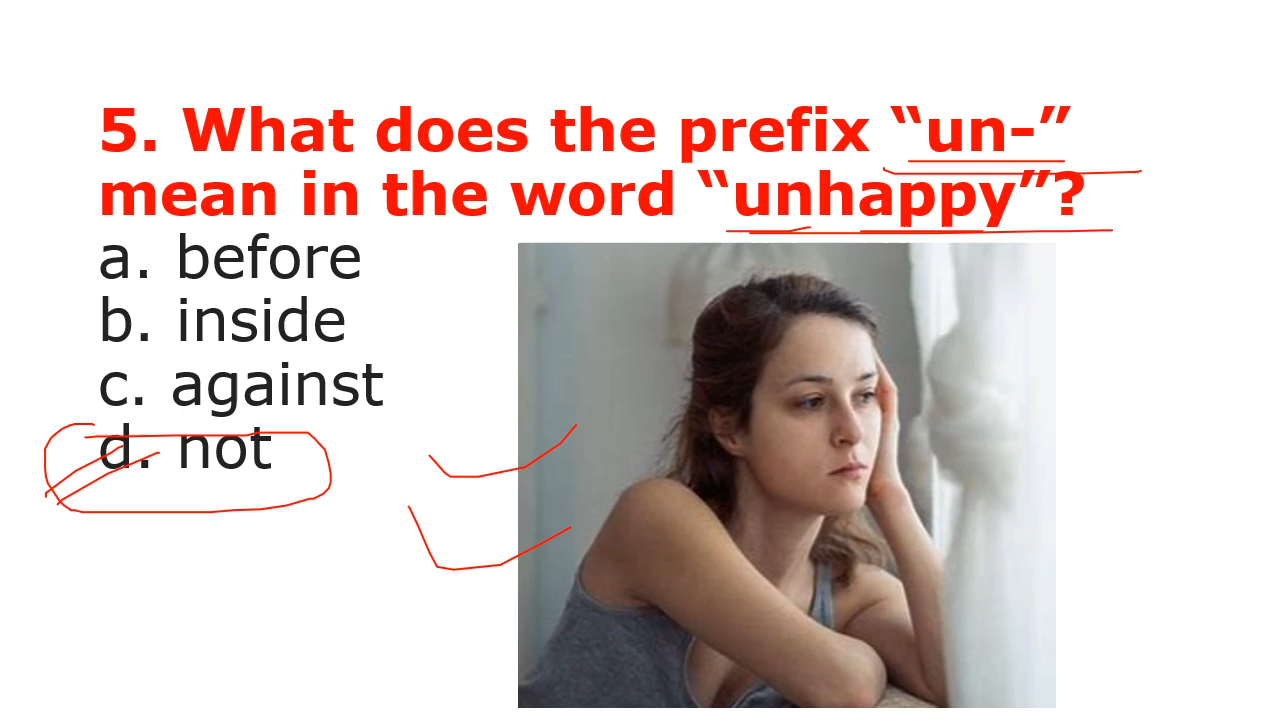 5. What does the prefix “un-”
mean in the word “unhappy”?
a. before
b. inside
c. against
d. not